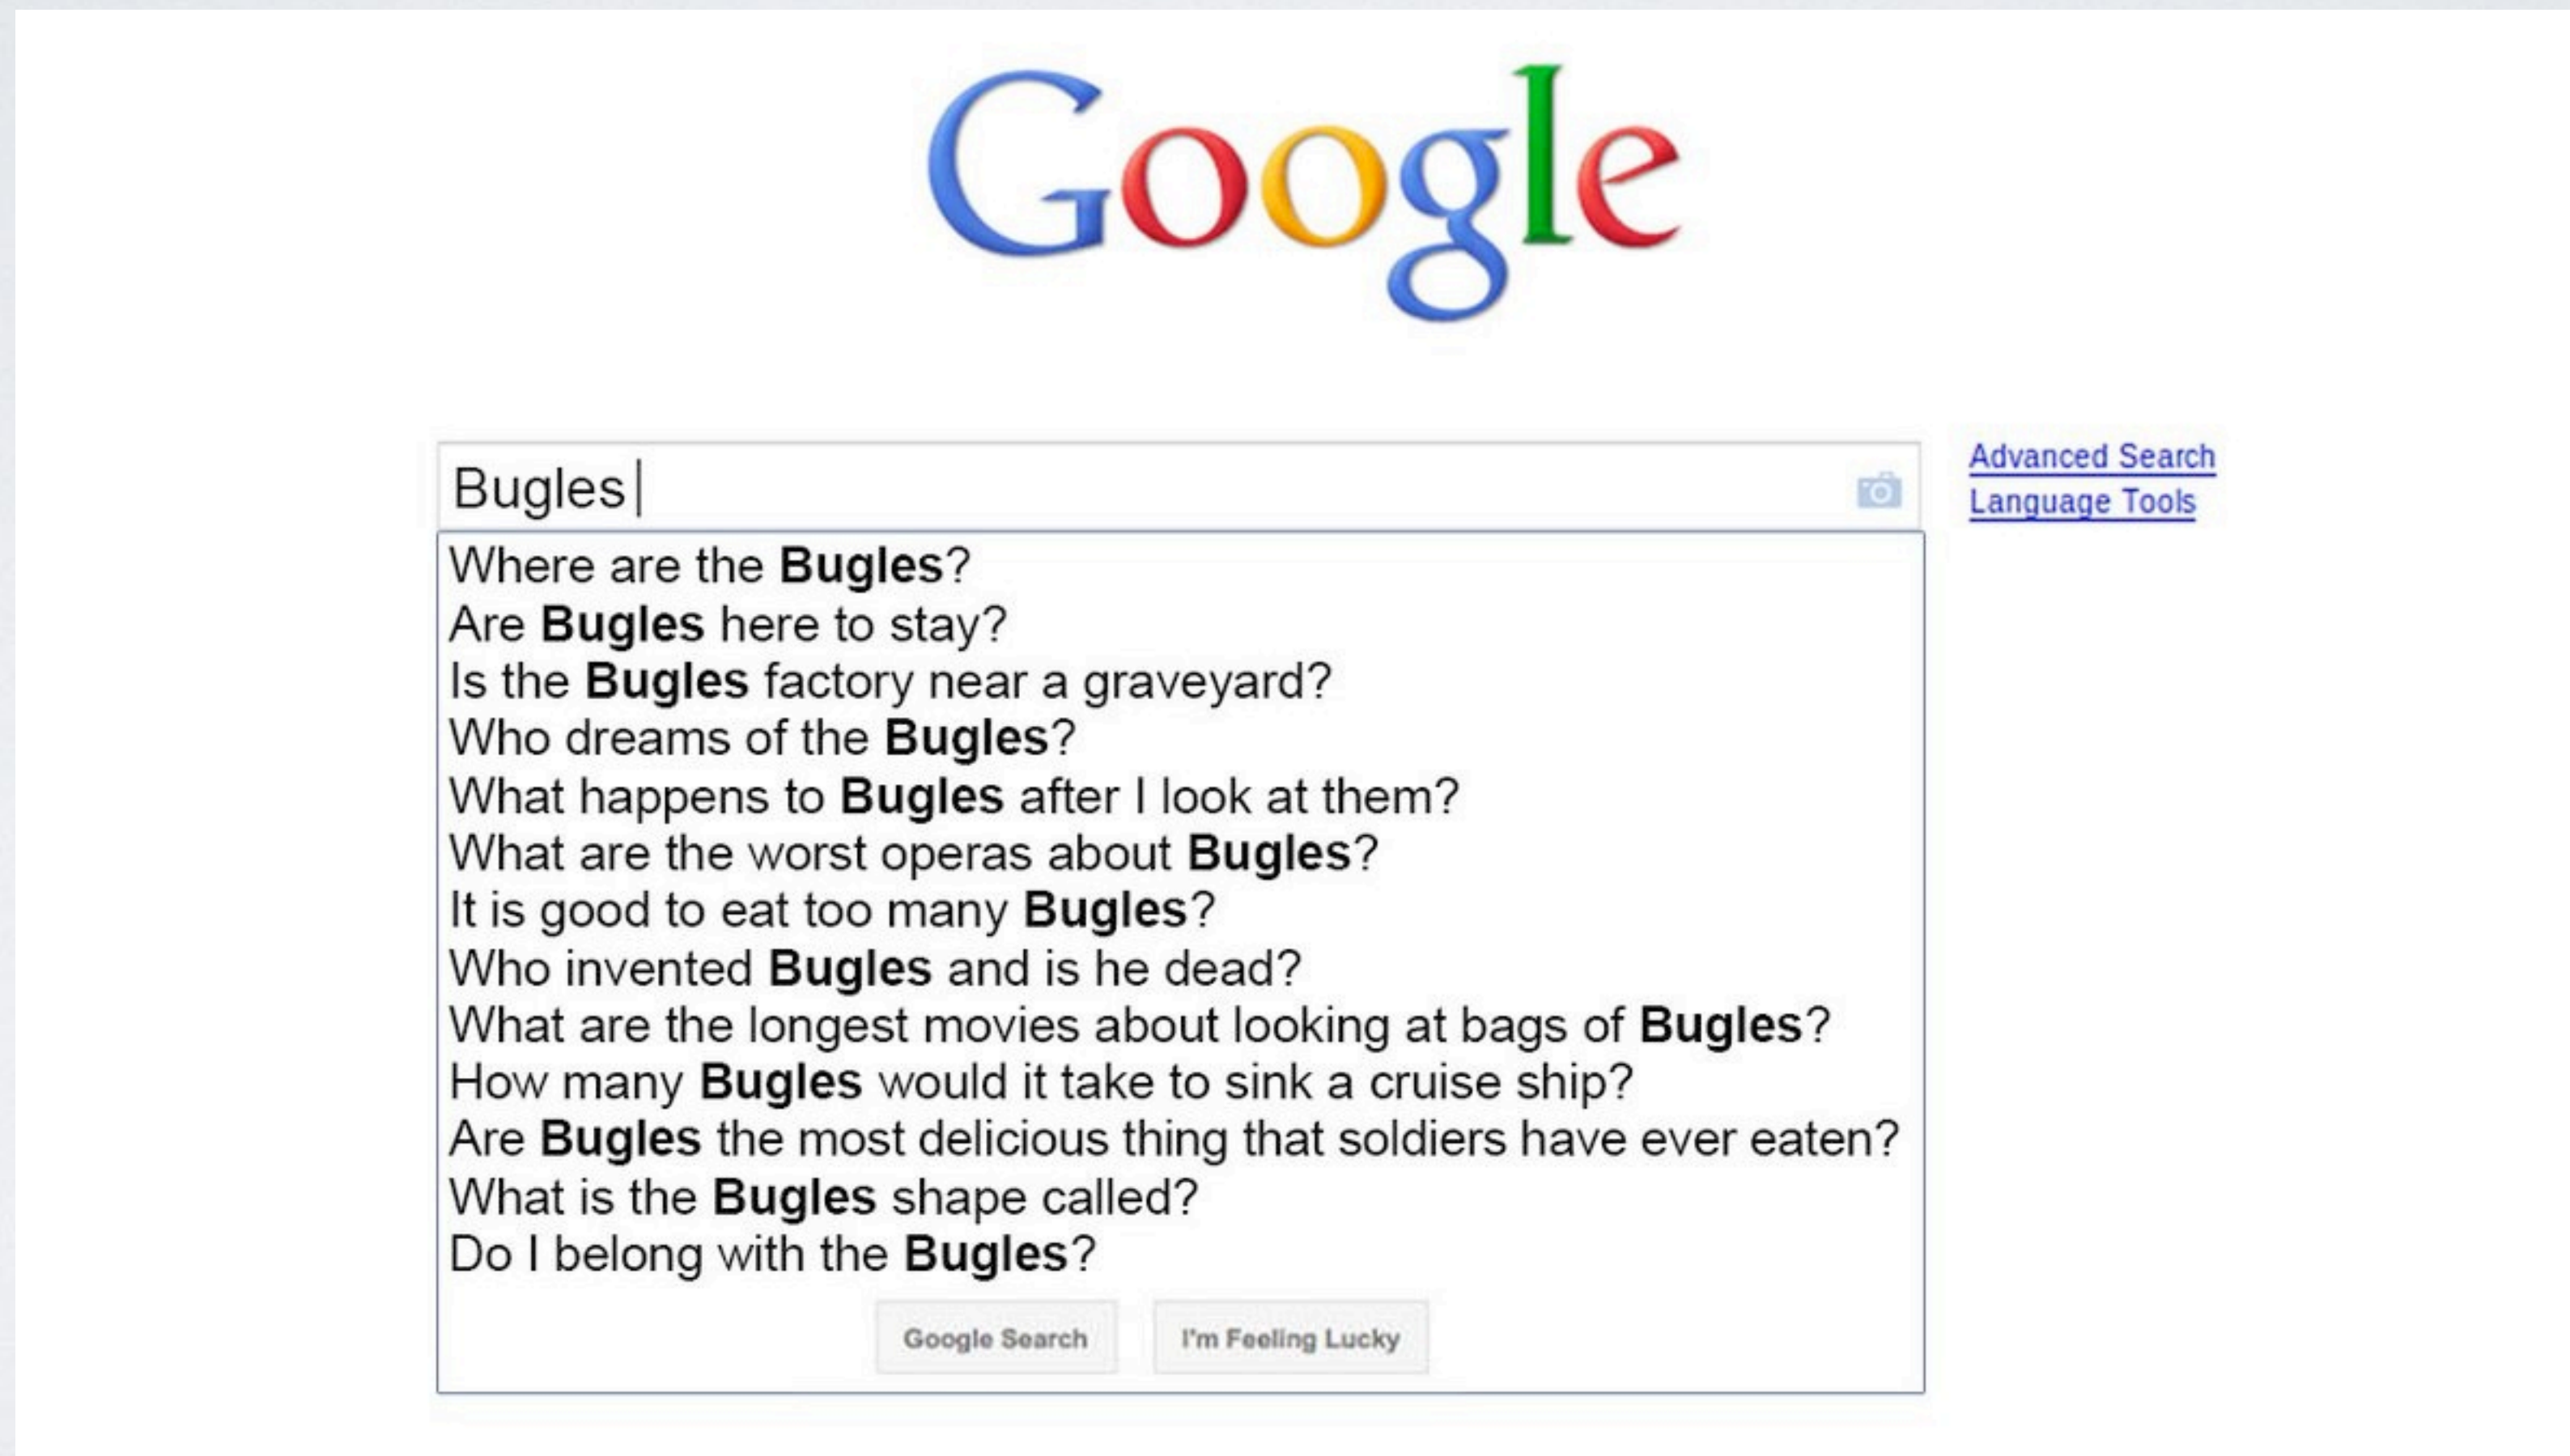 Google
Bugles
Advanced Search
Language Tools
Where are the Bugles?
Are Bugles here to stay?
Is the Bugles factory near a graveyard?
Who dreams of the Bugles?
What happens to Bugles after I look at them?
What are the worst operas about Bugles?
It is good to eat too many Bugles?
Who invented Bugles and is he dead?
What are the longest movies about looking at bags of Bugles?
How many Bugles would it take to sink a cruise ship?
Are Bugles the most delicious thing that soldiers have ever eaten?
What is the Bugles shape called?
Do I belong with the Bugles?
Google Search
I'm Feeling Lucky